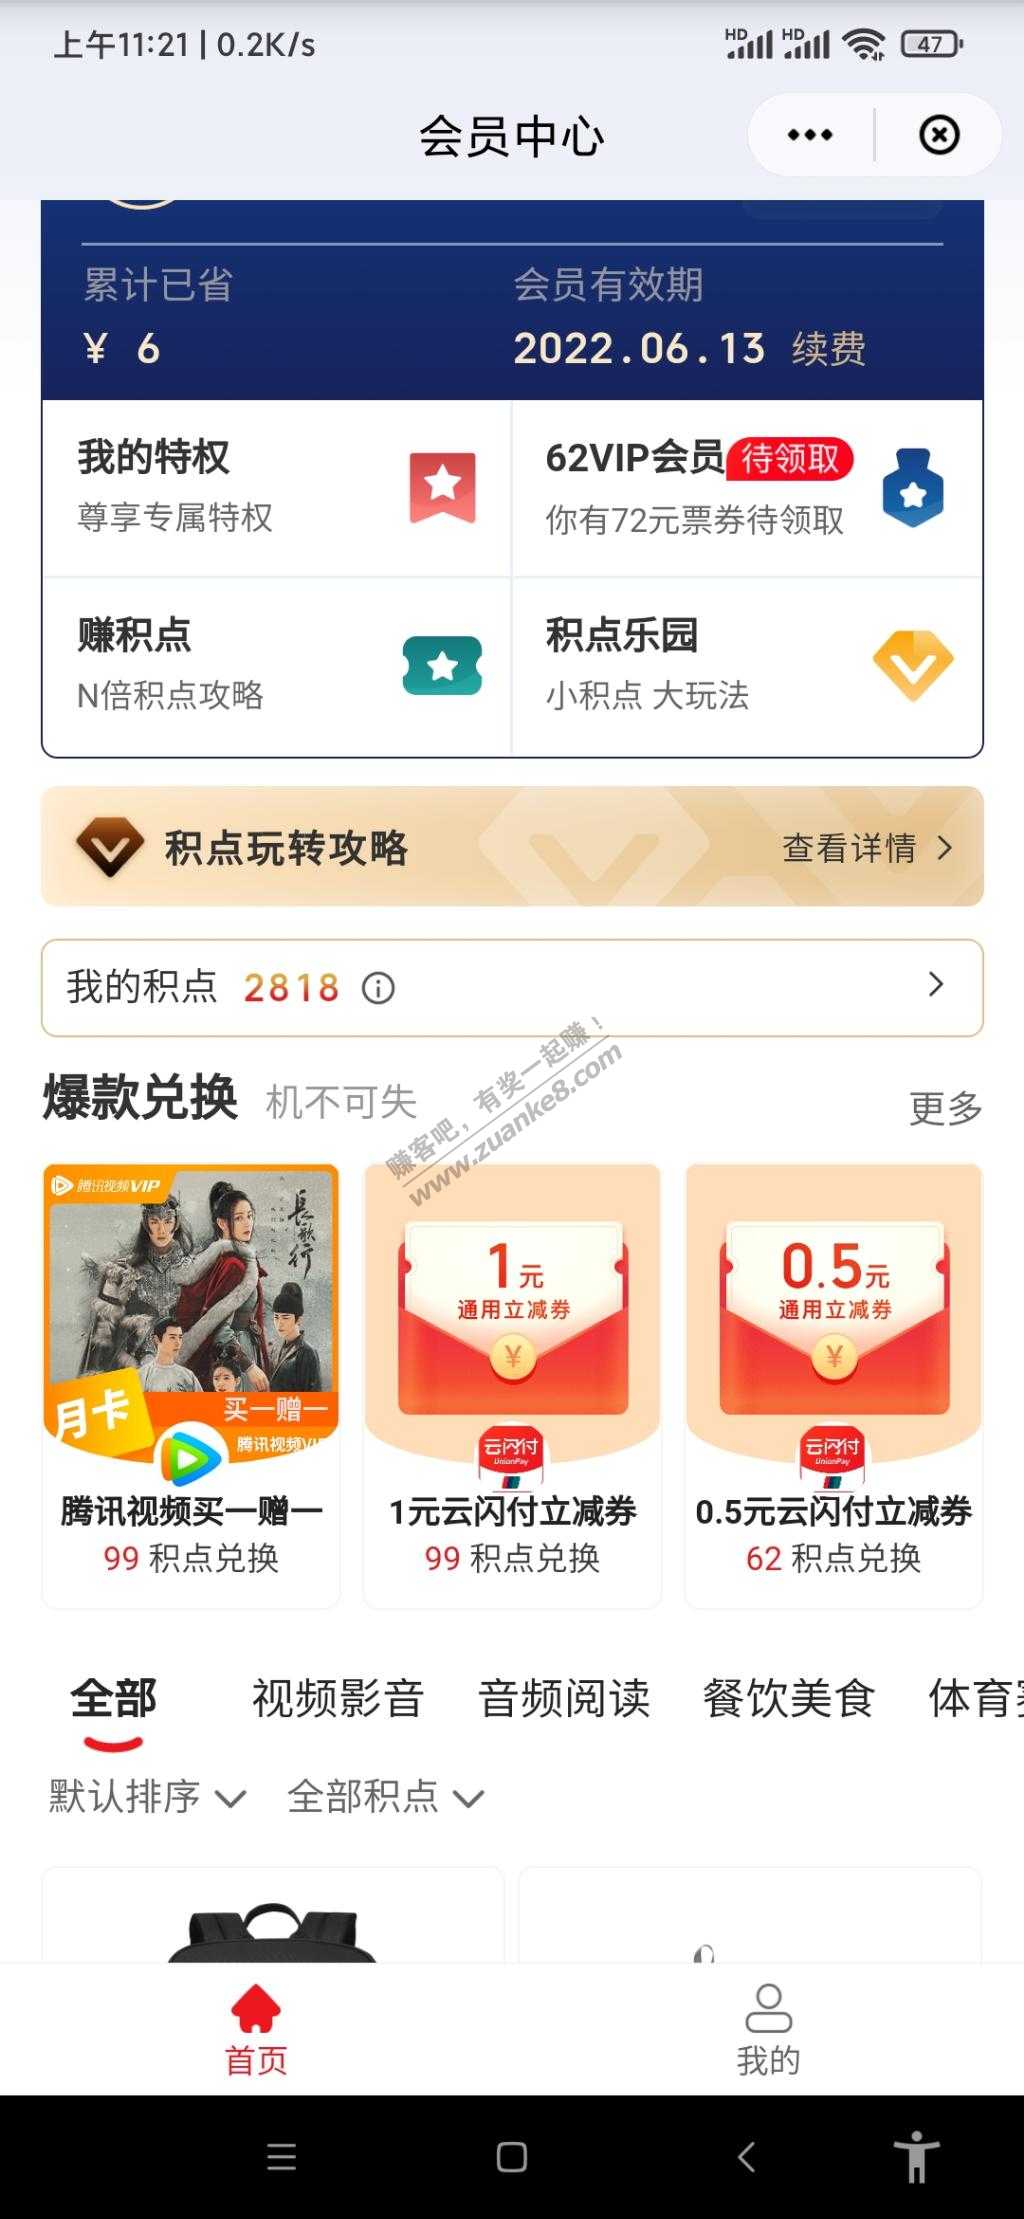 上午11:21 | 0.2K/s
HD HD 47
会员中心
累计已省 会员有效期
¥ 6 2022.06.13 续费
我的特权
尊享专属特权
62VIP会员 待领取
你有72元票券待领取
赚积点
N倍积点攻略
积点乐园
小积点 大玩法
积点玩转攻略 查看详情
我的积点 2818
赚客吧，有奖一起赚！
www.zuanke8.com
爆款兑换 机不可失 更多
腾讯视频VIP
長歌行
月卡
买一赠一
腾讯视频VIP
1元
通用立减券
¥
云闪付
UnionPay
0.5元
通用立减券
¥
云闪付
UnionPay
腾讯视频买一赠一
99 积点兑换
1元云闪付立减券
99 积点兑换
0.5元云闪付立减券
62 积点兑换
全部 视频影音 音频阅读 餐饮美食 体育
默认排序 全部积点
首页 我的